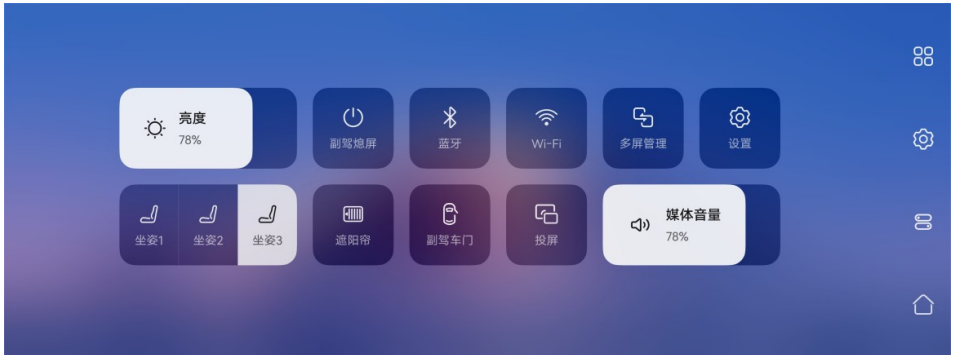 亮度
78%
副驾熄屏
蓝牙
Wi-Fi
多屏管理
设置
坐姿1
坐姿2
坐姿3
遮阳帘
副驾车门
投屏
媒体音量
78%